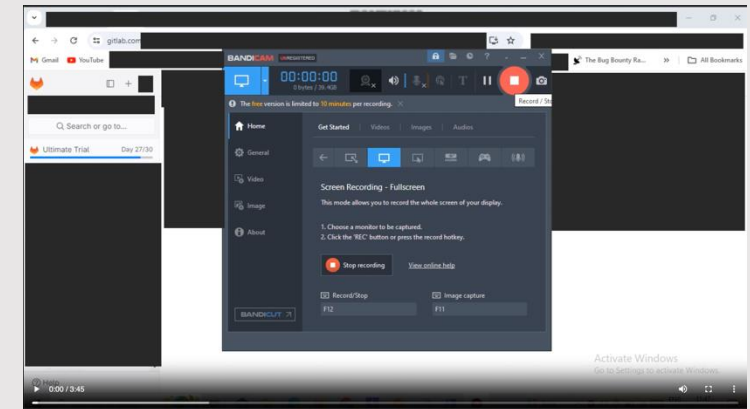 gitlab.com
Gmail YouTube
The Bug Bounty Ra... » All Bookmarks
BANDICAM UNREGISTERED
00:00:00
0 bytes / 39.4GB
The free version is limited to 10 minutes per recording.
Record / Sto
Search or go to...
Ultimate Trial Day 27/30
Home
General
Video
Image
About
BANDICUT
Get Started Videos Images Audios
Screen Recording - Fullscreen
This mode allows you to record the whole screen of your display.
1. Choose a monitor to be captured.
2. Click the 'REC' button or press the record hotkey.
Stop recording View online help
Record/Stop Image capture
F12 F11
Activate Windows
Go to Settings to activate Windows.
Help
0:00 / 3:45